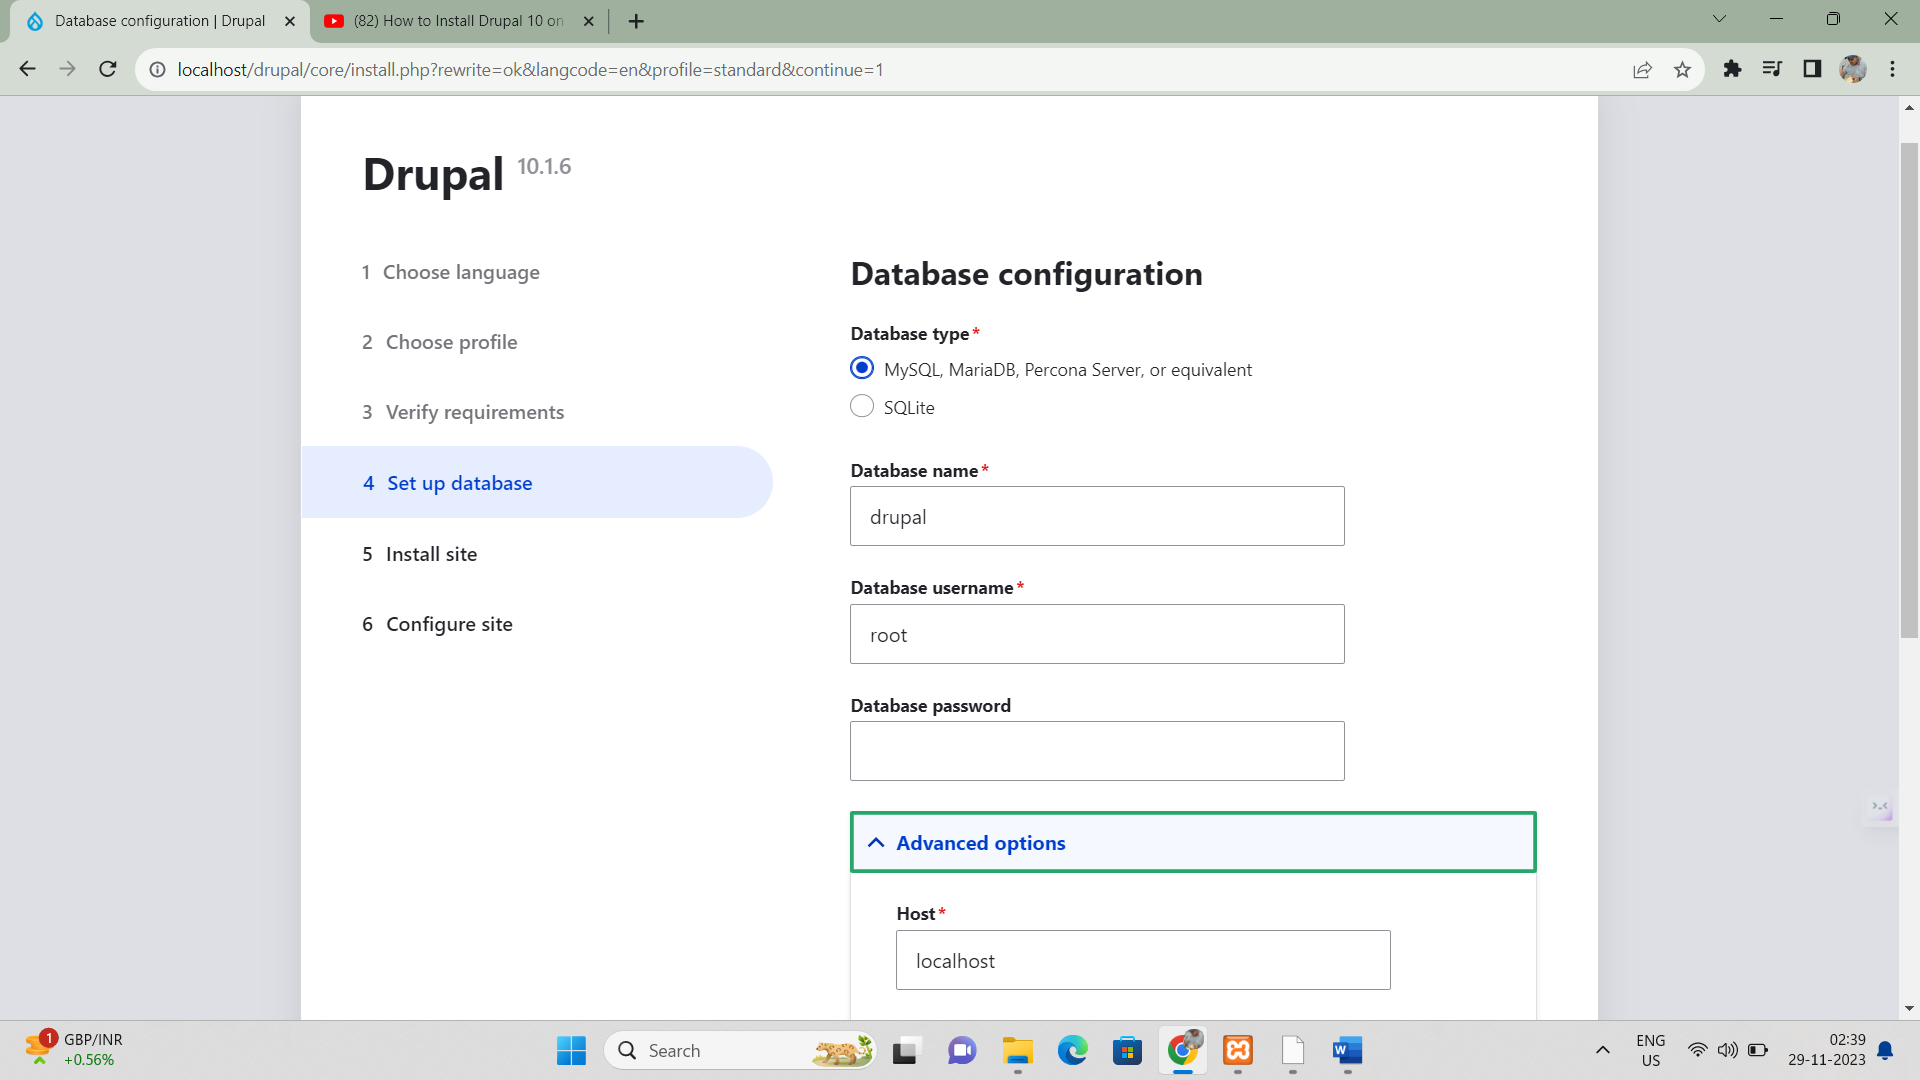 Database configuration | Drupal
(82) How to Install Drupal 10 on
localhost/drupal/core/install.php?rewrite=ok&langcode=en&profile=standard&continue=1
Drupal 10.1.6
1 Choose language
2 Choose profile
3 Verify requirements
4 Set up database
5 Install site
6 Configure site
Database configuration
Database type*
MySQL, MariaDB, Percona Server, or equivalent
SQLite
Database name*
drupal
Database username*
root
Database password
Advanced options
Host*
localhost
1
GBP/INR
+0.56%
Search
W
ENG
US
02:39
29-11-2023